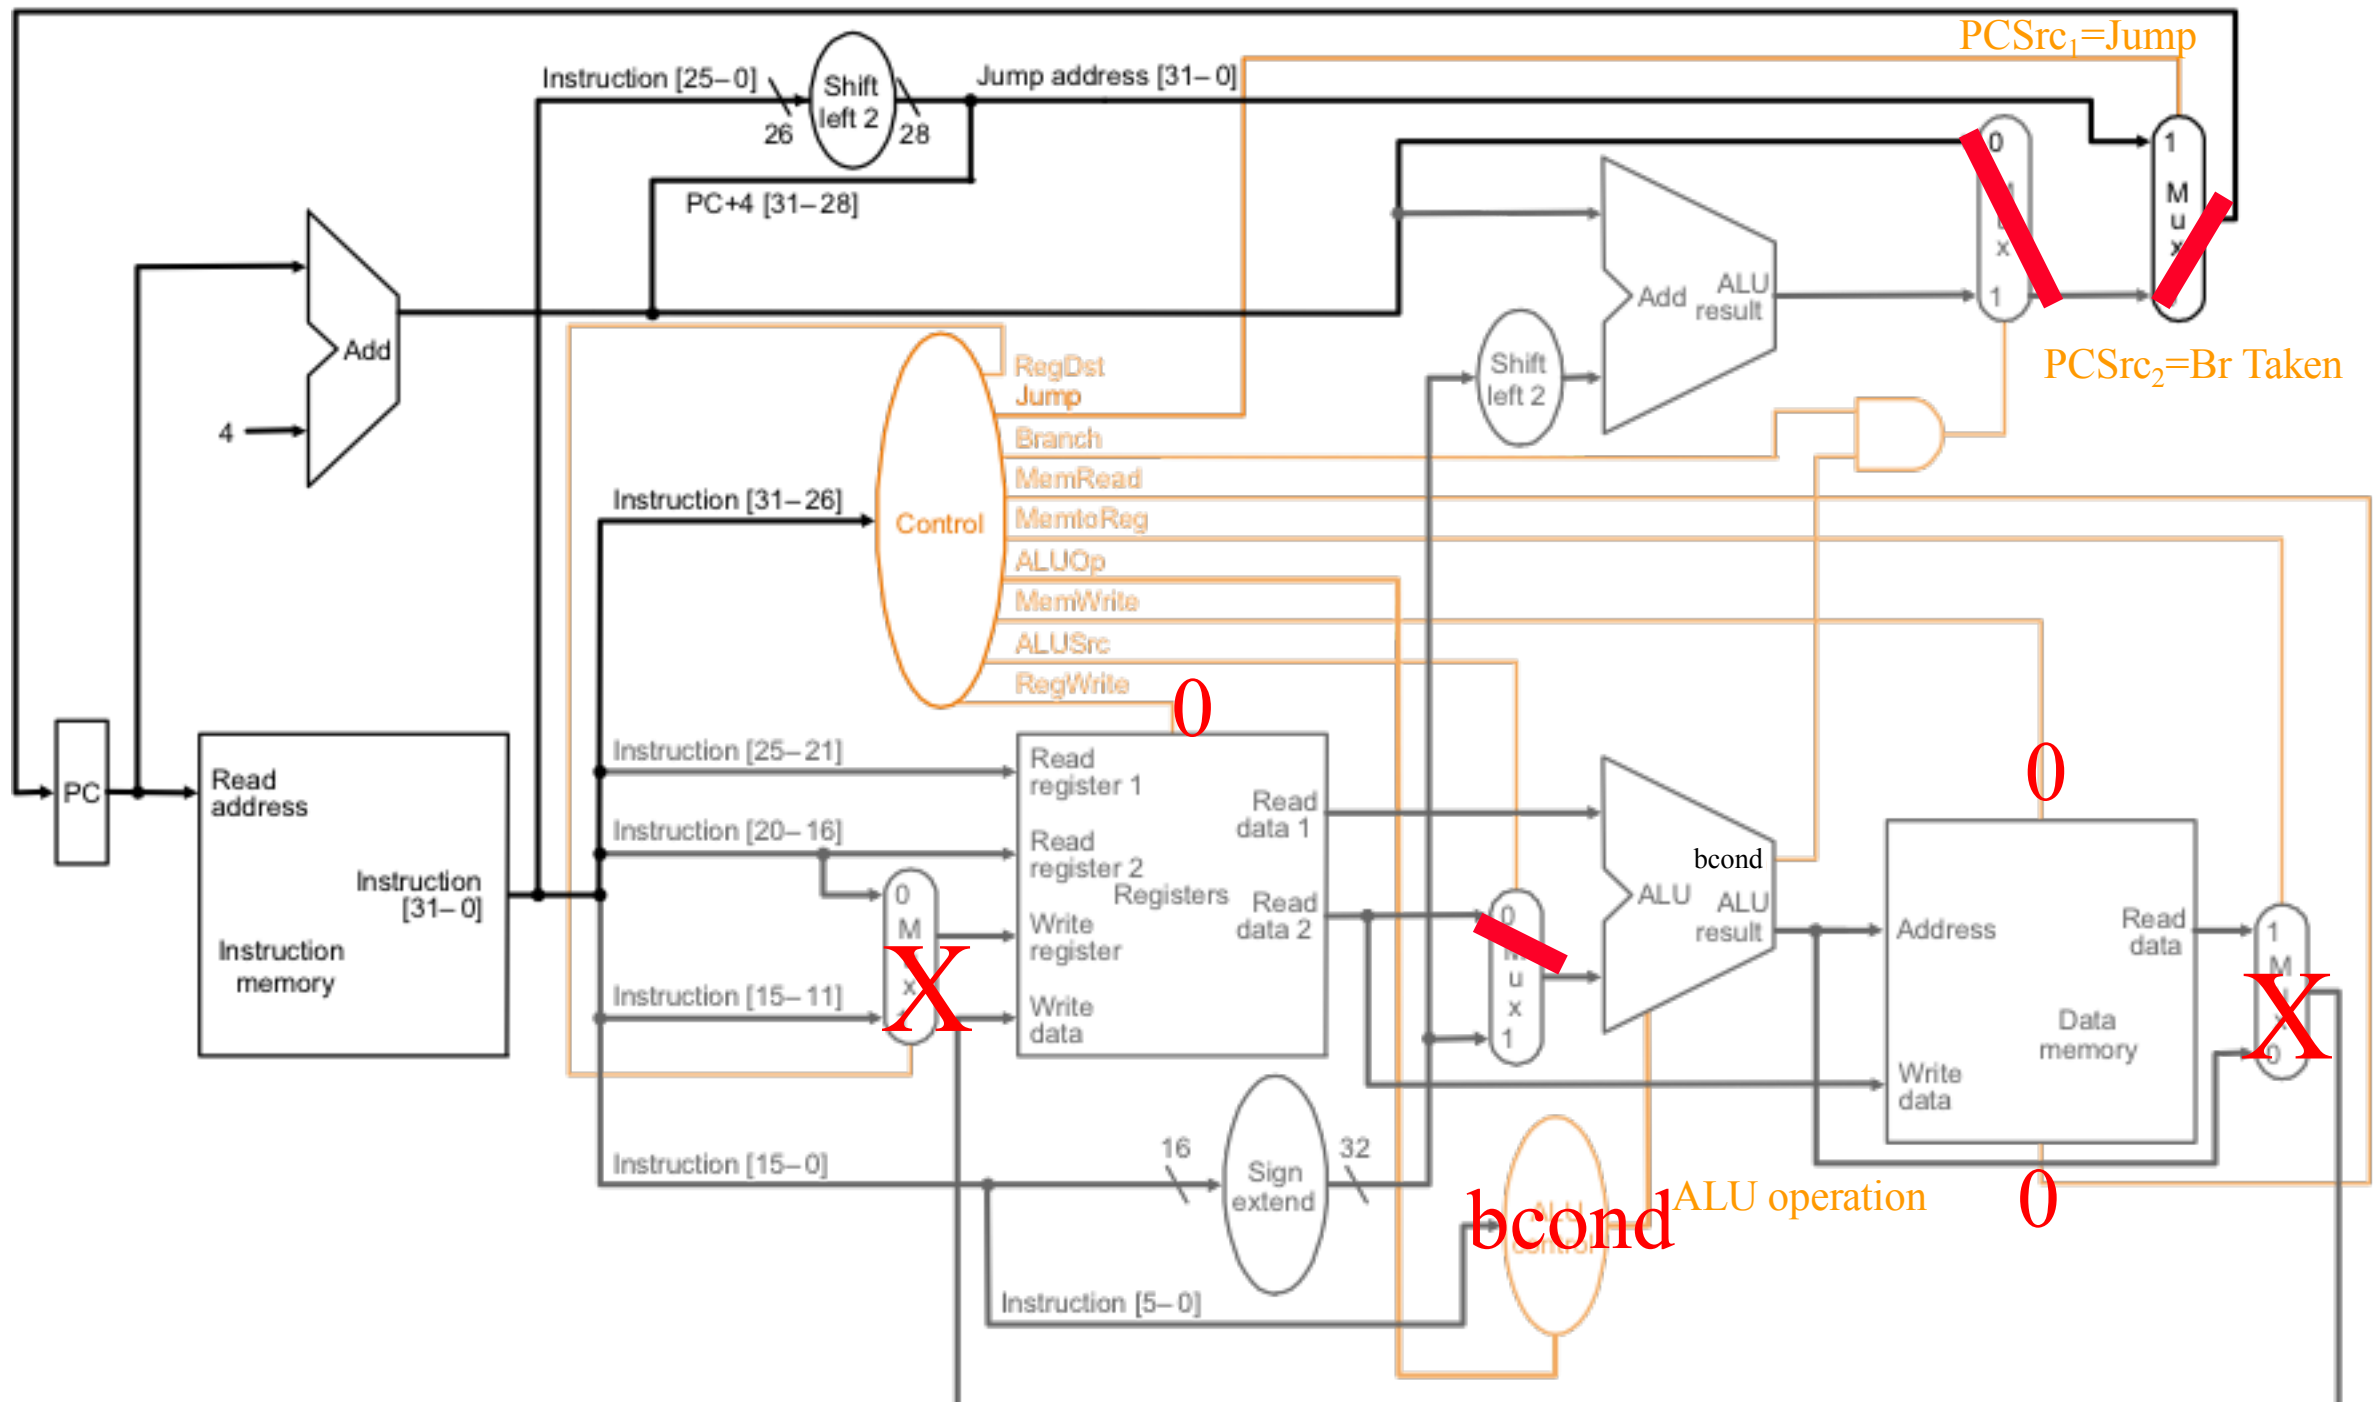 PCSrc1=Jump
Instruction [25–0]
Shift
left 2
Jump address [31–0]
26
28
PC+4 [31–28]
0
x
1
1
M
u
x
Add
ALU
result
Add
Shift
left 2
PCSrc2=Br Taken
4
Add
RegDst
Jump
Branch
MemRead
MemtoReg
ALUOp
MemWrite
ALUSrc
RegWrite
Control
Instruction [31–26]
0
0
PC
Read
address
Instruction
[31–0]
Instruction
memory
Instruction [25–21]
Instruction [20–16]
Instruction [15–11]
0
M
x
X
Read
register 1
Read
register 2
Write
register
Write
data
Registers
Read
data 1
Read
data 2
0
M
u
x
1
bcond
ALU
ALU
result
Address
Read
data
Data
memory
Write
data
1
M
X
0
Instruction [15–0]
16
Sign
extend
32
ALU
control
bcond
ALU operation
0
Instruction [5–0]